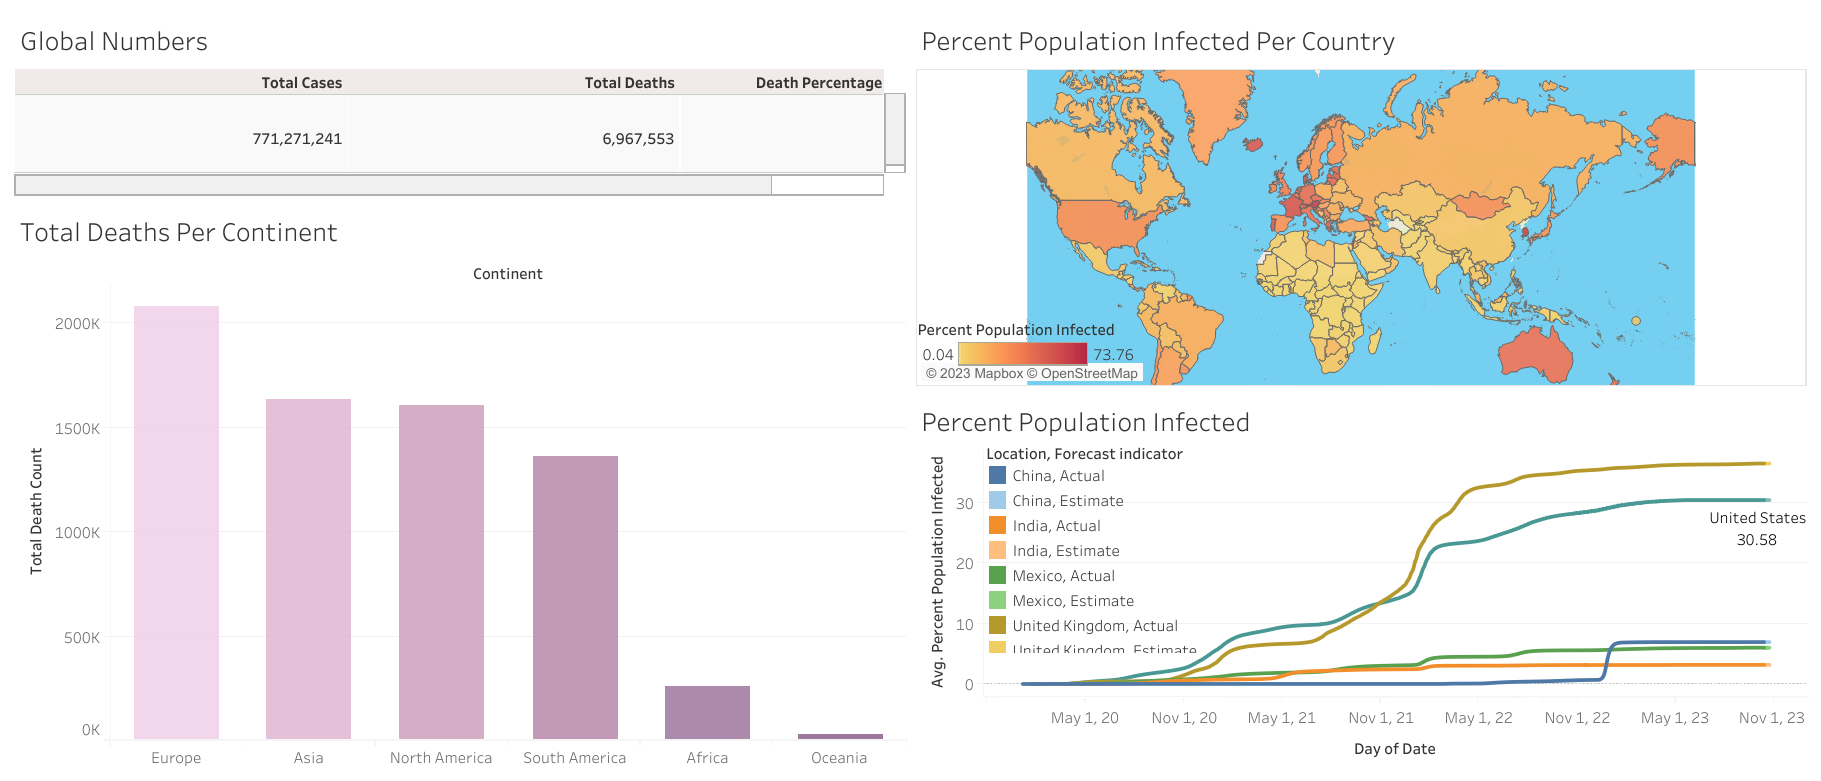 Global Numbers
Total Cases Total Deaths Death Percentage
771,271,241 6,967,553
Total Deaths Per Continent
Continent
Total Death Count
2000K
1500K
1000K
500K
0K
Europe Asia North America South America Africa Oceania
Percent Population Infected Per Country
Percent Population Infected
0.04 73.76
© 2023 Mapbox © OpenStreetMap
Percent Population Infected
Location, Forecast indicator
China, Actual
China, Estimate
India, Actual
India, Estimate
Mexico, Actual
Mexico, Estimate
United Kingdom, Actual
United Kingdom, Estimate
Avg. Percent Population Infected
30
20
10
0
United States
30.58
May 1, 20 Nov 1, 20 May 1, 21 Nov 1, 21 May 1, 22 Nov 1, 22 May 1, 23 Nov 1, 23
Day of Date